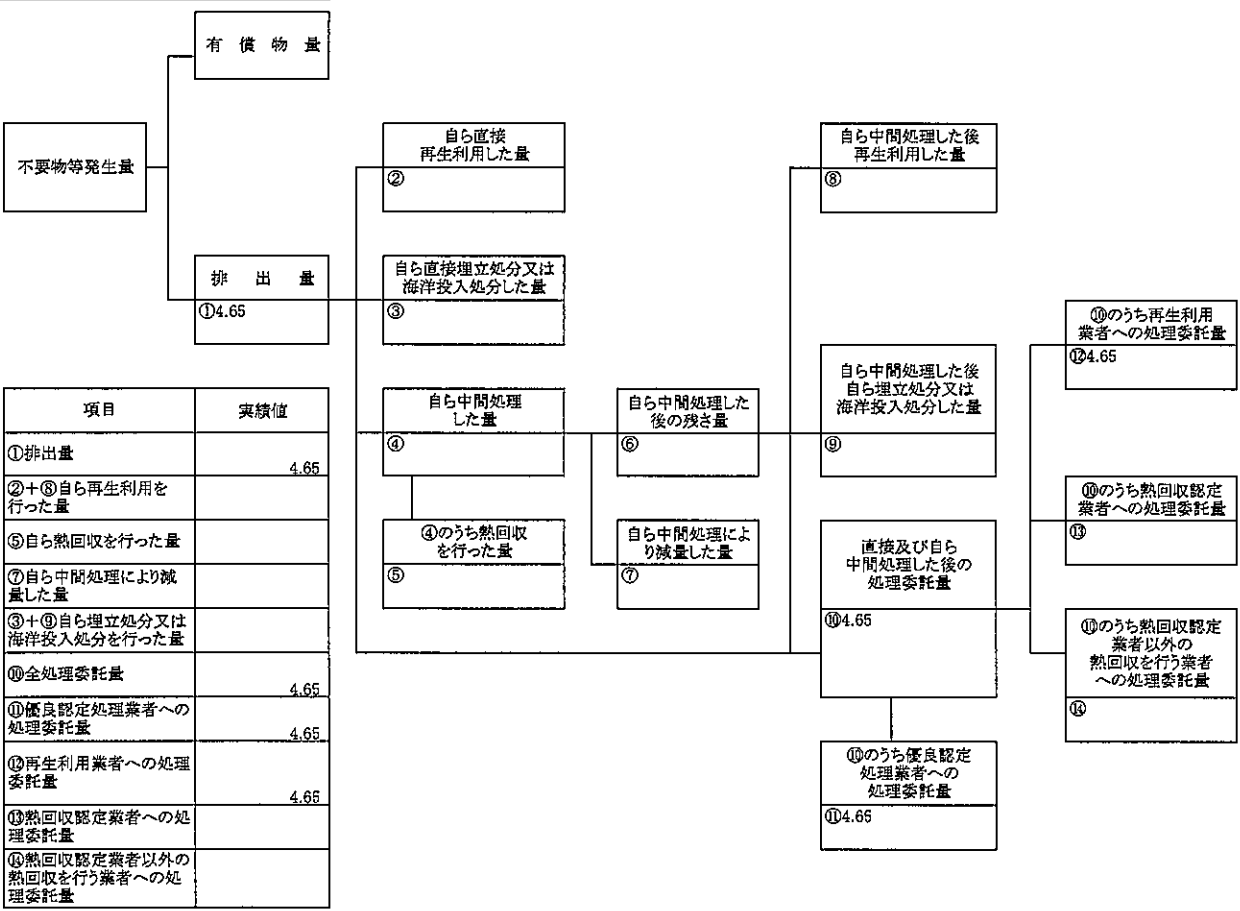 有償物量
不要物等発生量
排出量
①4.65
自ら直接
再生利用した量
②
自ら直接埋立処分又は
海洋投入処分した量
③
自ら中間処理
した量
④
④のうち熱回収
を行った量
⑤
自ら中間処理した
後の残さ量
⑥
自ら中間処理によ
り減量した量
⑦
自ら中間処理した後
再生利用した量
⑧
自ら中間処理した後
自ら埋立処分又は
海洋投入処分した量
⑨
直接及び自ら
中間処理した後の
処理委託量
⑩4.65
⑩のうち優良認定
処理業者への
処理委託量
⑪4.65
⑩のうち再生利用
業者への処理委託量
⑫4.65
⑩のうち熱回収認定
業者への処理委託量
⑬
⑩のうち熱回収認定
業者以外の
熱回収を行う業者
への処理委託量
⑭
項目 実績値
①排出量
4.65
②+⑧自ら再生利用を
行った量
⑤自ら熱回収を行った量
⑦自ら中間処理により減
量した量
③+⑨自ら埋立処分又は
海洋投入処分を行った量
⑩全処理委託量
4.65
⑪優良認定処理業者への
処理委託量
4.65
⑫再生利用業者への処理
委託量
4.65
⑬熱回収認定業者への処
理委託量
⑭熱回収認定業者以外の
熱回収を行う業者への処
理委託量